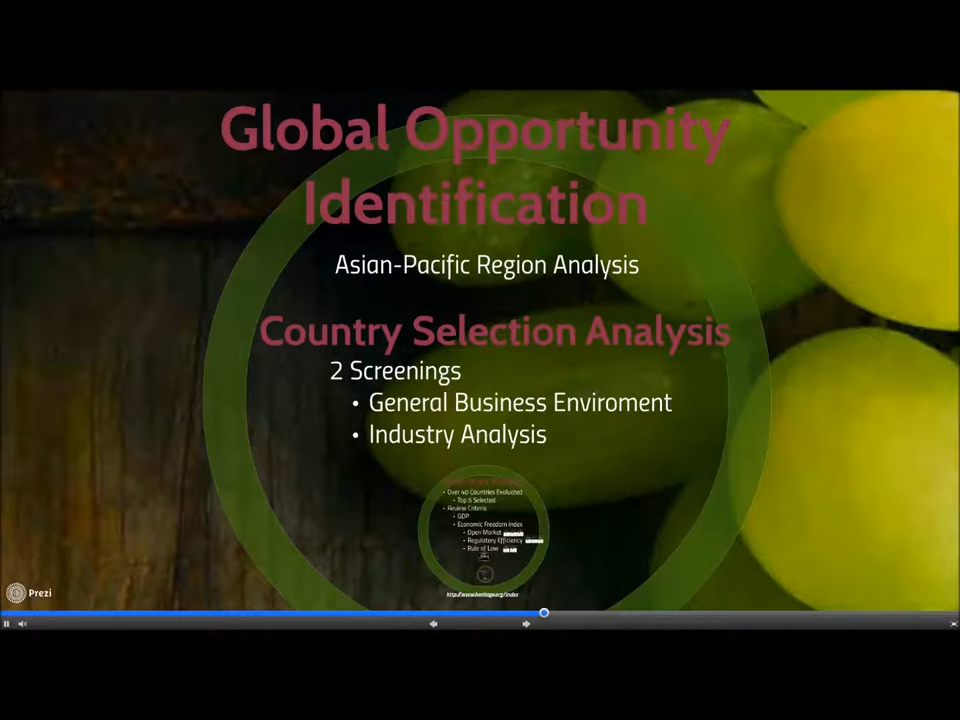 Global Opportunity
Identification
Asian-Pacific Region Analysis
Country Selection Analysis
2 Screenings
• General Business Enviroment
• Industry Analysis
• Over 40 Countries Evaluated
• Top 6 Selected
• Review Criteria
• GDP
• Economic Freedom Index
• Open Market
• Regulatory Efficiency
• Rule of Law
http://www.heritage.org/index
Prezi